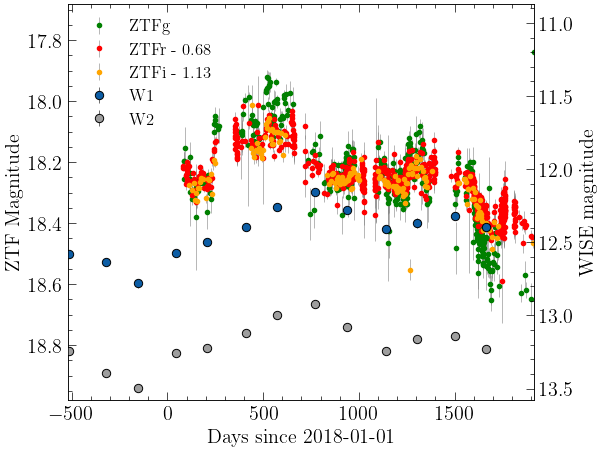 ZTFg
ZTFr - 0.68
ZTFi - 1.13
W1
W2
17.8
18.0
18.2
18.4
18.6
18.8
ZTF Magnitude
11.0
11.5
12.0
12.5
13.0
13.5
WISE magnitude
−500 0 500 1000 1500
Days since 2018-01-01